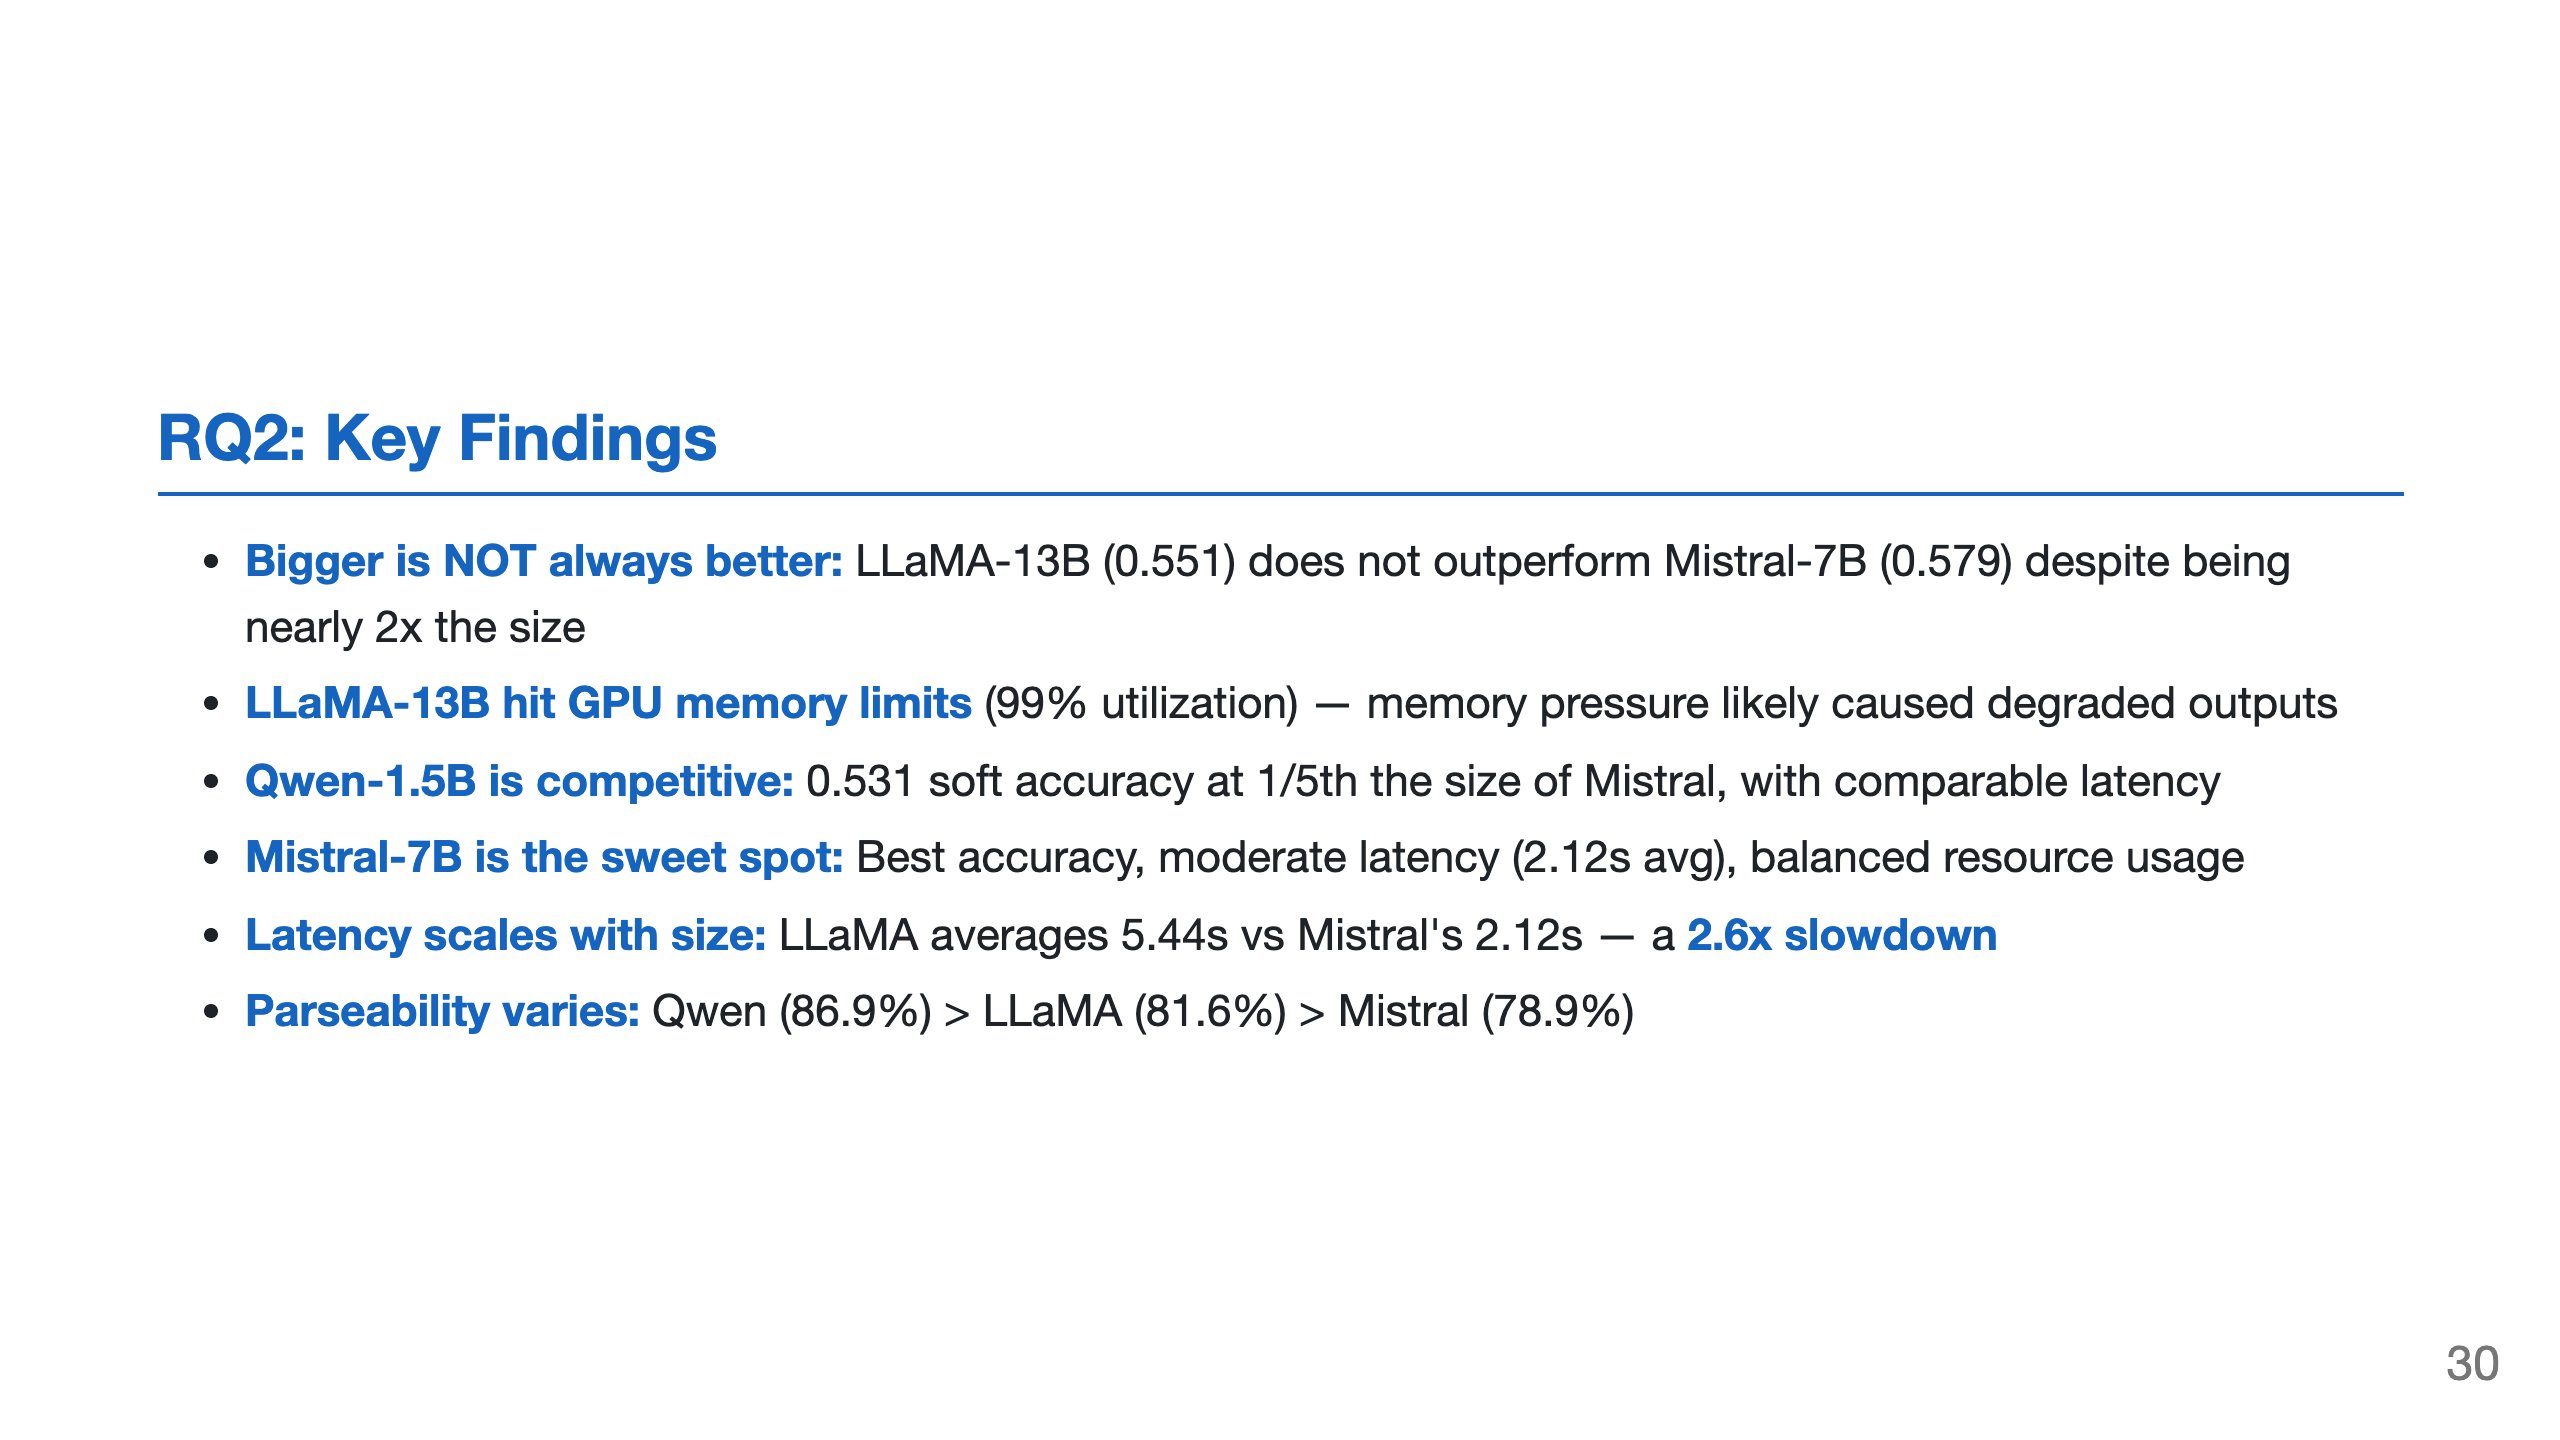 RQ2: Key Findings
• Bigger is NOT always better: LLaMA-13B (0.551) does not outperform Mistral-7B (0.579) despite being
nearly 2x the size
• LLaMA-13B hit GPU memory limits (99% utilization) — memory pressure likely caused degraded outputs
• Qwen-1.5B is competitive: 0.531 soft accuracy at 1/5th the size of Mistral, with comparable latency
• Mistral-7B is the sweet spot: Best accuracy, moderate latency (2.12s avg), balanced resource usage
• Latency scales with size: LLaMA averages 5.44s vs Mistral's 2.12s — a 2.6x slowdown
• Parseability varies: Qwen (86.9%) > LLaMA (81.6%) > Mistral (78.9%)
30